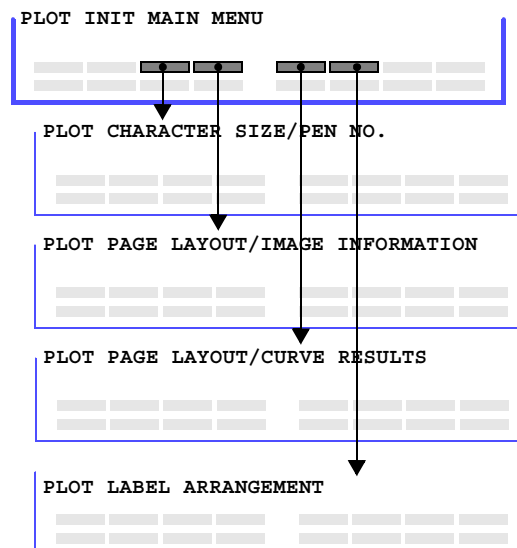 PLOT INIT MAIN MENU
PLOT CHARACTER SIZE/PEN NO.
PLOT PAGE LAYOUT/IMAGE INFORMATION
PLOT PAGE LAYOUT/CURVE RESULTS
PLOT LABEL ARRANGEMENT